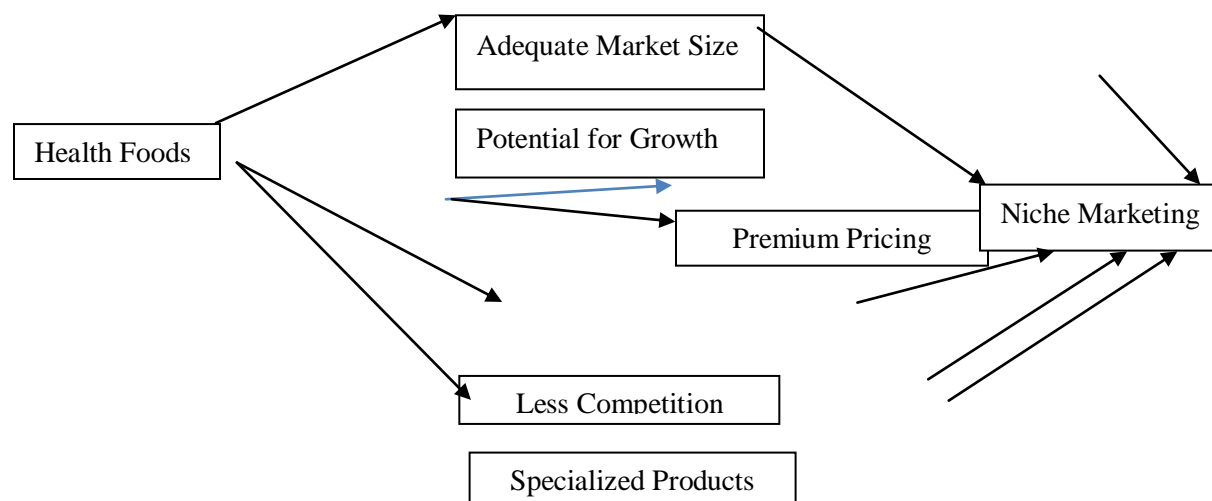 Adequate Market Size
Potential for Growth
Health Foods
Niche Marketing
Premium Pricing
Less Competition
Specialized Products